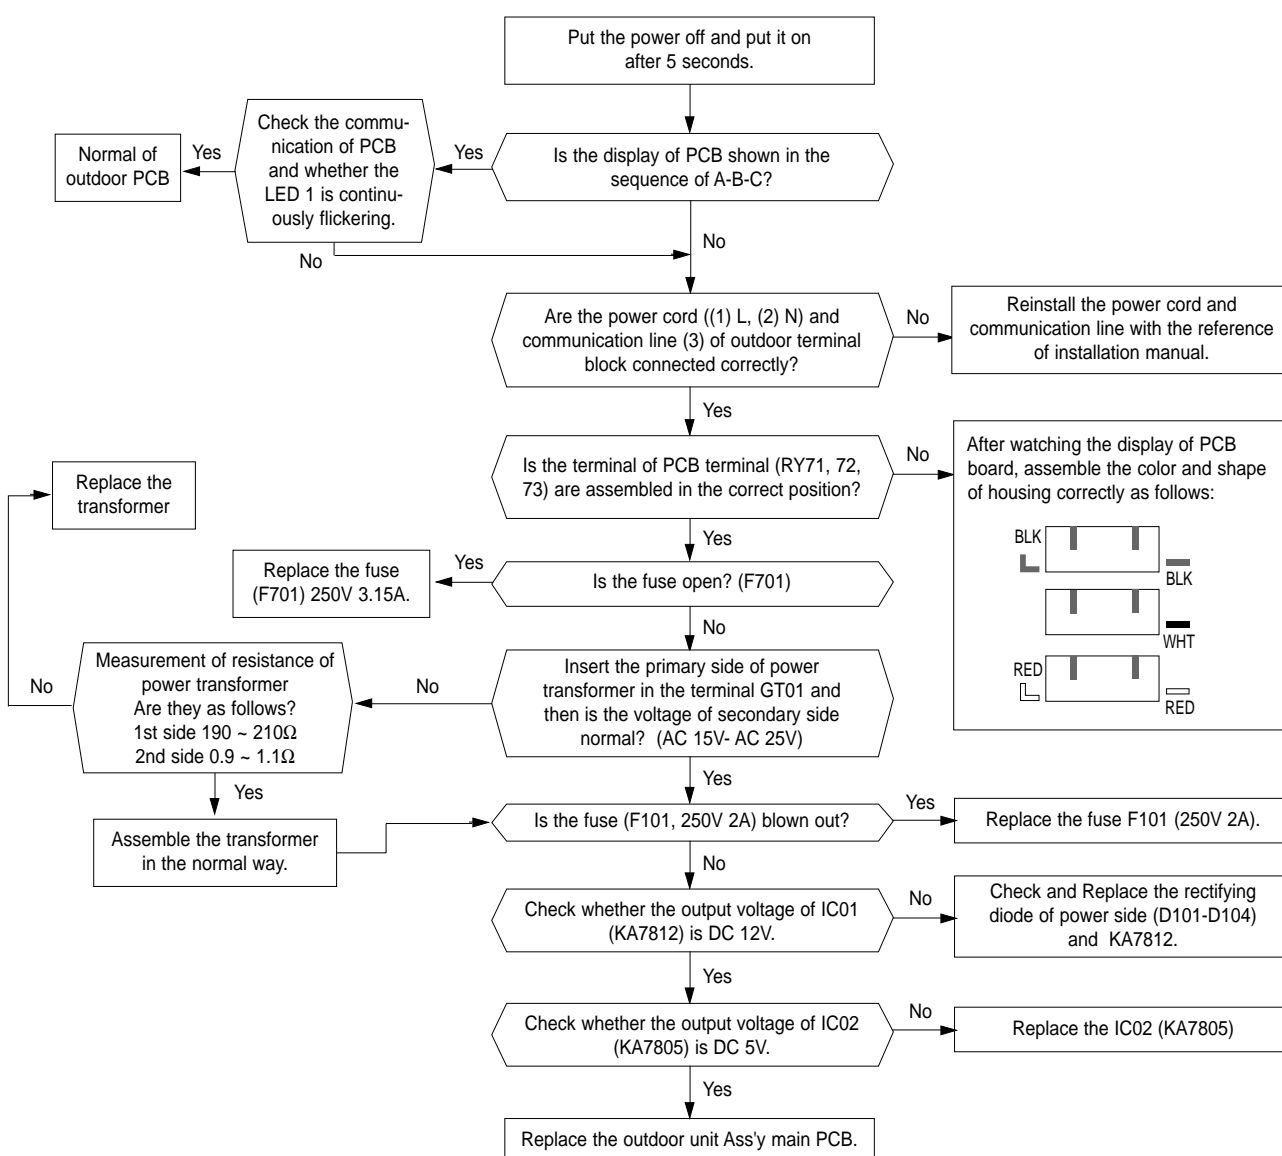 Put the power off and put it on
after 5 seconds.
Check the commu-
nication of PCB
and whether the
LED 1 is continu-
ously flickering.
Yes
Normal of
outdoor PCB
Yes
Is the display of PCB shown in the
sequence of A-B-C?
No
No
Are the power cord ((1) L, (2) N) and
communication line (3) of outdoor terminal
block connected correctly?
No
Reinstall the power cord and
communication line with the reference
of installation manual.
Yes
Is the terminal of PCB terminal (RY71, 72,
73) are assembled in the correct position?
No
After watching the display of PCB
board, assemble the color and shape
of housing correctly as follows:
BLK
BLK
WHT
RED
RED
Replace the
transformer
Yes
Replace the fuse
(F701) 250V 3.15A.
Yes
Is the fuse open? (F701)
No
Measurement of resistance of
power transformer
Are they as follows?
1st side 190 ~ 210Ω
2nd side 0.9 ~ 1.1Ω
No
No
Insert the primary side of power
transformer in the terminal GT01 and
then is the voltage of secondary side
normal? (AC 15V- AC 25V)
Yes
Yes
Assemble the transformer
in the normal way.
Is the fuse (F101, 250V 2A) blown out?
Yes
Replace the fuse F101 (250V 2A).
No
Check whether the output voltage of IC01
(KA7812) is DC 12V.
No
Check and Replace the rectifying
diode of power side (D101-D104)
and KA7812.
Yes
Check whether the output voltage of IC02
(KA7805) is DC 5V.
No
Replace the IC02 (KA7805)
Yes
Replace the outdoor unit Ass'y main PCB.